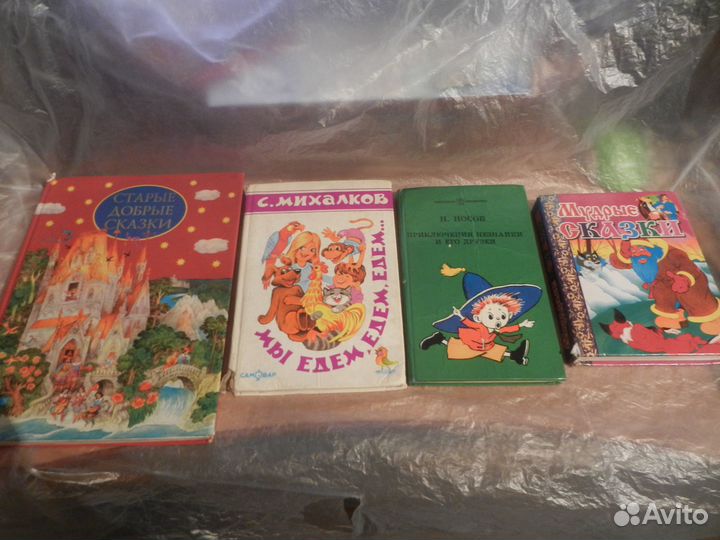 СТАРЫЕ
ДОБРЫЕ
СКАЗКИ
С. МИХАЛКОВ
МЫ ЕДЕМ, ЕДЕМ, ЕДЕМ...
САМОВАР
Н. НОСОВ
ПРИКЛЮЧЕНИЯ НЕЗНАЙКИ
И ЕГО ДРУЗЕЙ
Мудрые
СКАЗКИ
Avito